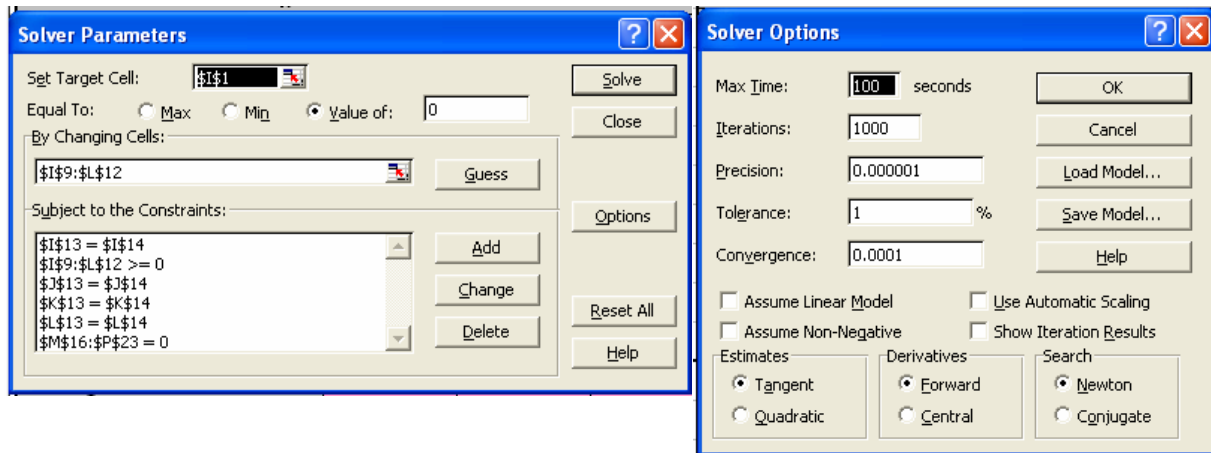 Solver Parameters
Set Target Cell: $I$1 Solve
Equal To: Max Min Value of: 0 Close
By Changing Cells:
$I$9:$L$12 Guess
Subject to the Constraints: Options
$I$13 = $I$14 Add
$I$9:$L$12 >= 0
$J$13 = $J$14 Change
$K$13 = $K$14 Reset All
$L$13 = $L$14 Delete
$M$16:$P$23 = 0 Help
Solver Options
Max Time: 100 seconds OK
Iterations: 1000 Cancel
Precision: 0.000001 Load Model...
Tolerance: 1 % Save Model...
Convergence: 0.0001 Help
Assume Linear Model Use Automatic Scaling
Assume Non-Negative Show Iteration Results
Estimates Derivatives Search
Tangent Forward Newton
Quadratic Central Conjugate